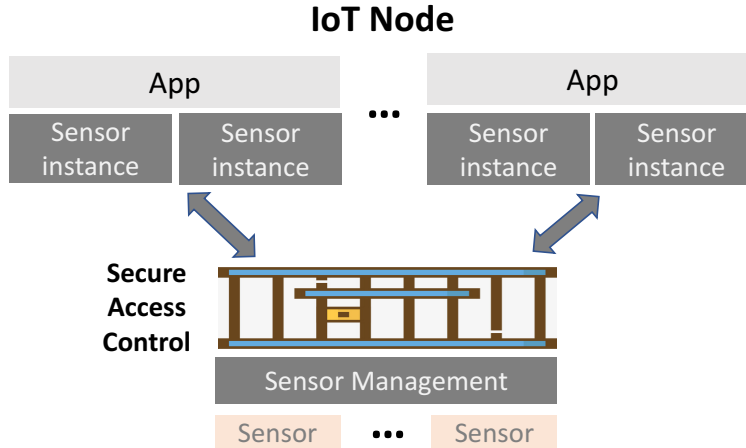 IoT Node
App
...
App
Sensor
instance
Sensor
instance
Sensor
instance
Sensor
instance
Secure
Access
Control
Sensor Management
Sensor
...
Sensor